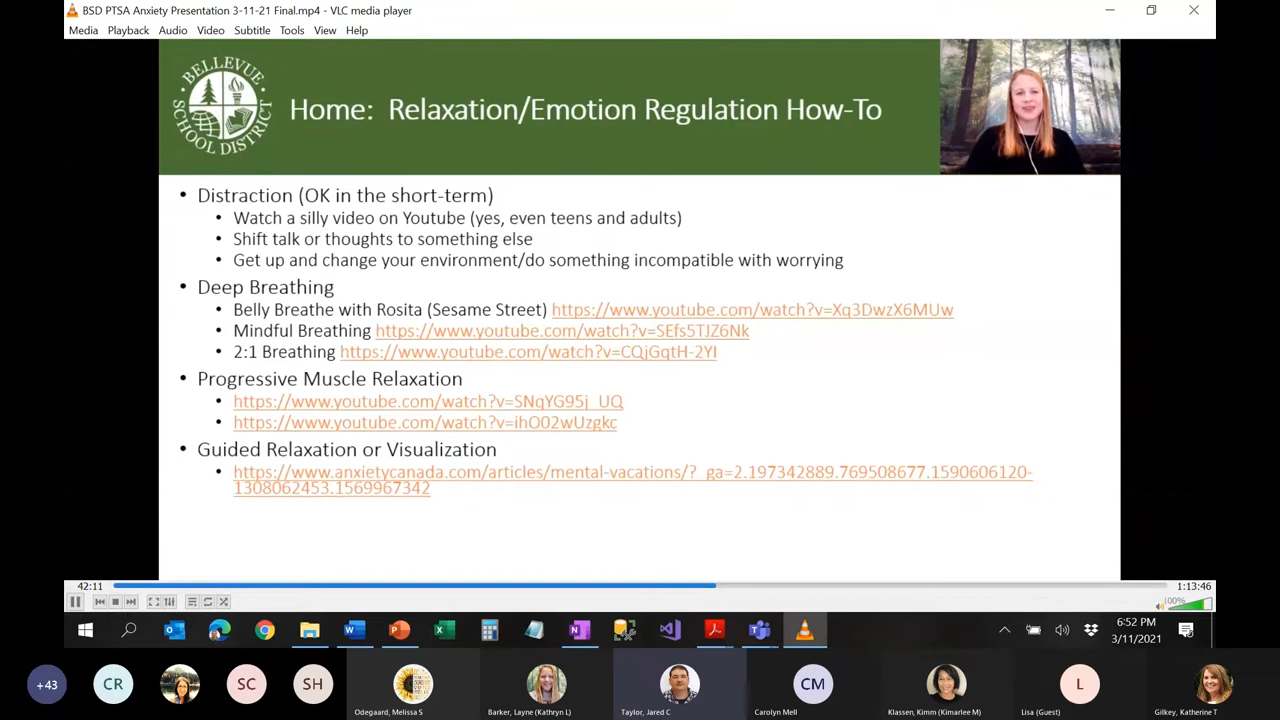 BSD PTSA Anxiety Presentation 3-11-21 Final.mp4 - VLC media player
Media Playback Audio Video Subtitle Tools View Help
BELLEVUE SCHOOL DISTRICT
Home: Relaxation/Emotion Regulation How-To
• Distraction (OK in the short-term)
• Watch a silly video on Youtube (yes, even teens and adults)
• Shift talk or thoughts to something else
• Get up and change your environment/do something incompatible with worrying
• Deep Breathing
• Belly Breathe with Rosita (Sesame Street) https://www.youtube.com/watch?v=Xq3DwzX6MUw
• Mindful Breathing https://www.youtube.com/watch?v=SEfs5TJZ6Nk
• 2:1 Breathing https://www.youtube.com/watch?v=CQjGqtH-2YI
• Progressive Muscle Relaxation
• https://www.youtube.com/watch?v=SNqYG95j_UQ
• https://www.youtube.com/watch?v=ihO02wUzgkc
• Guided Relaxation or Visualization
• https://www.anxietycanada.com/articles/mental-vacations/?_ga=2.197342889.769508677.1590606120-
1308062453.1569967342
42:11 1:13:46
100%
6:52 PM
3/11/2021
+43 CR SC SH CM L
Odegaard, Melissa S Barker, Layne (Kathryn L) Taylor, Jared C Carolyn Mell Klassen, Kimm (Kimarlee M) Lisa (Guest) Gilkey, Katherine T